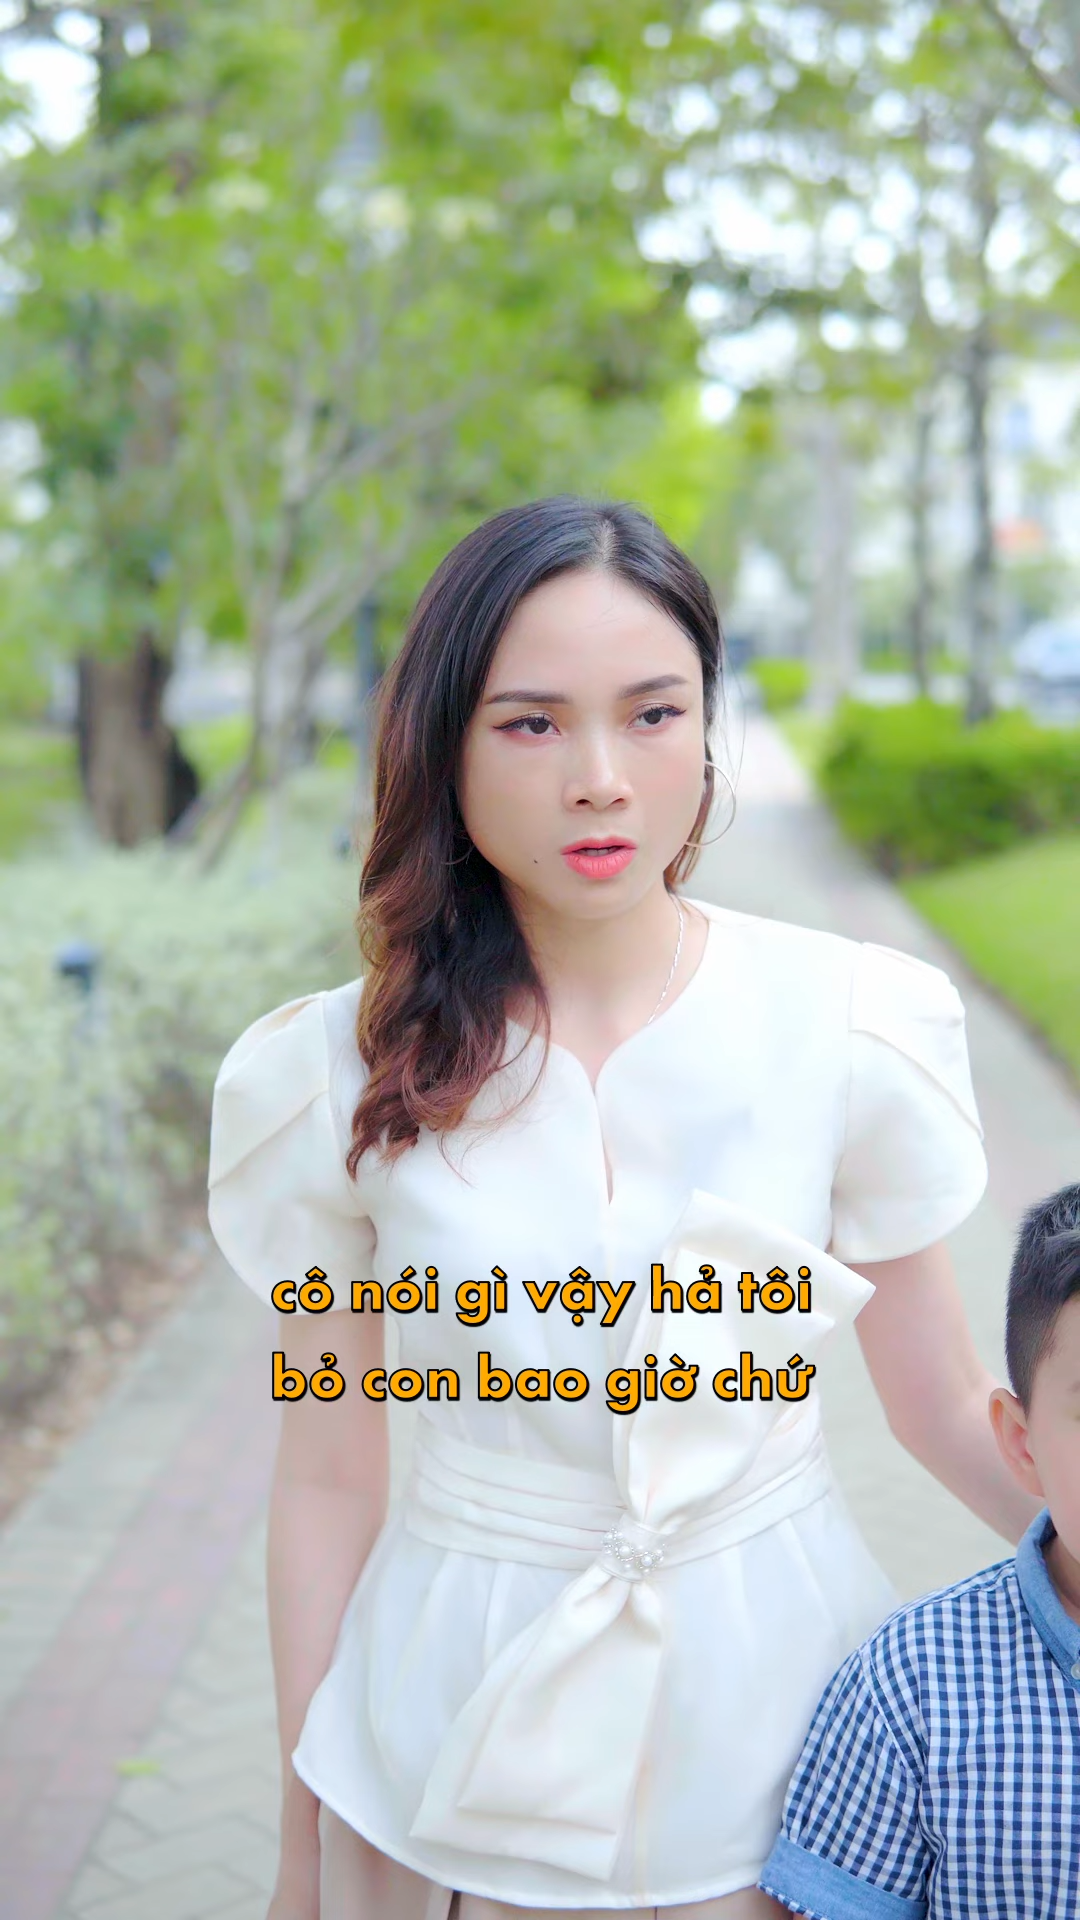 cô nói gì vậy hả tôi
bỏ con bao giờ chứ